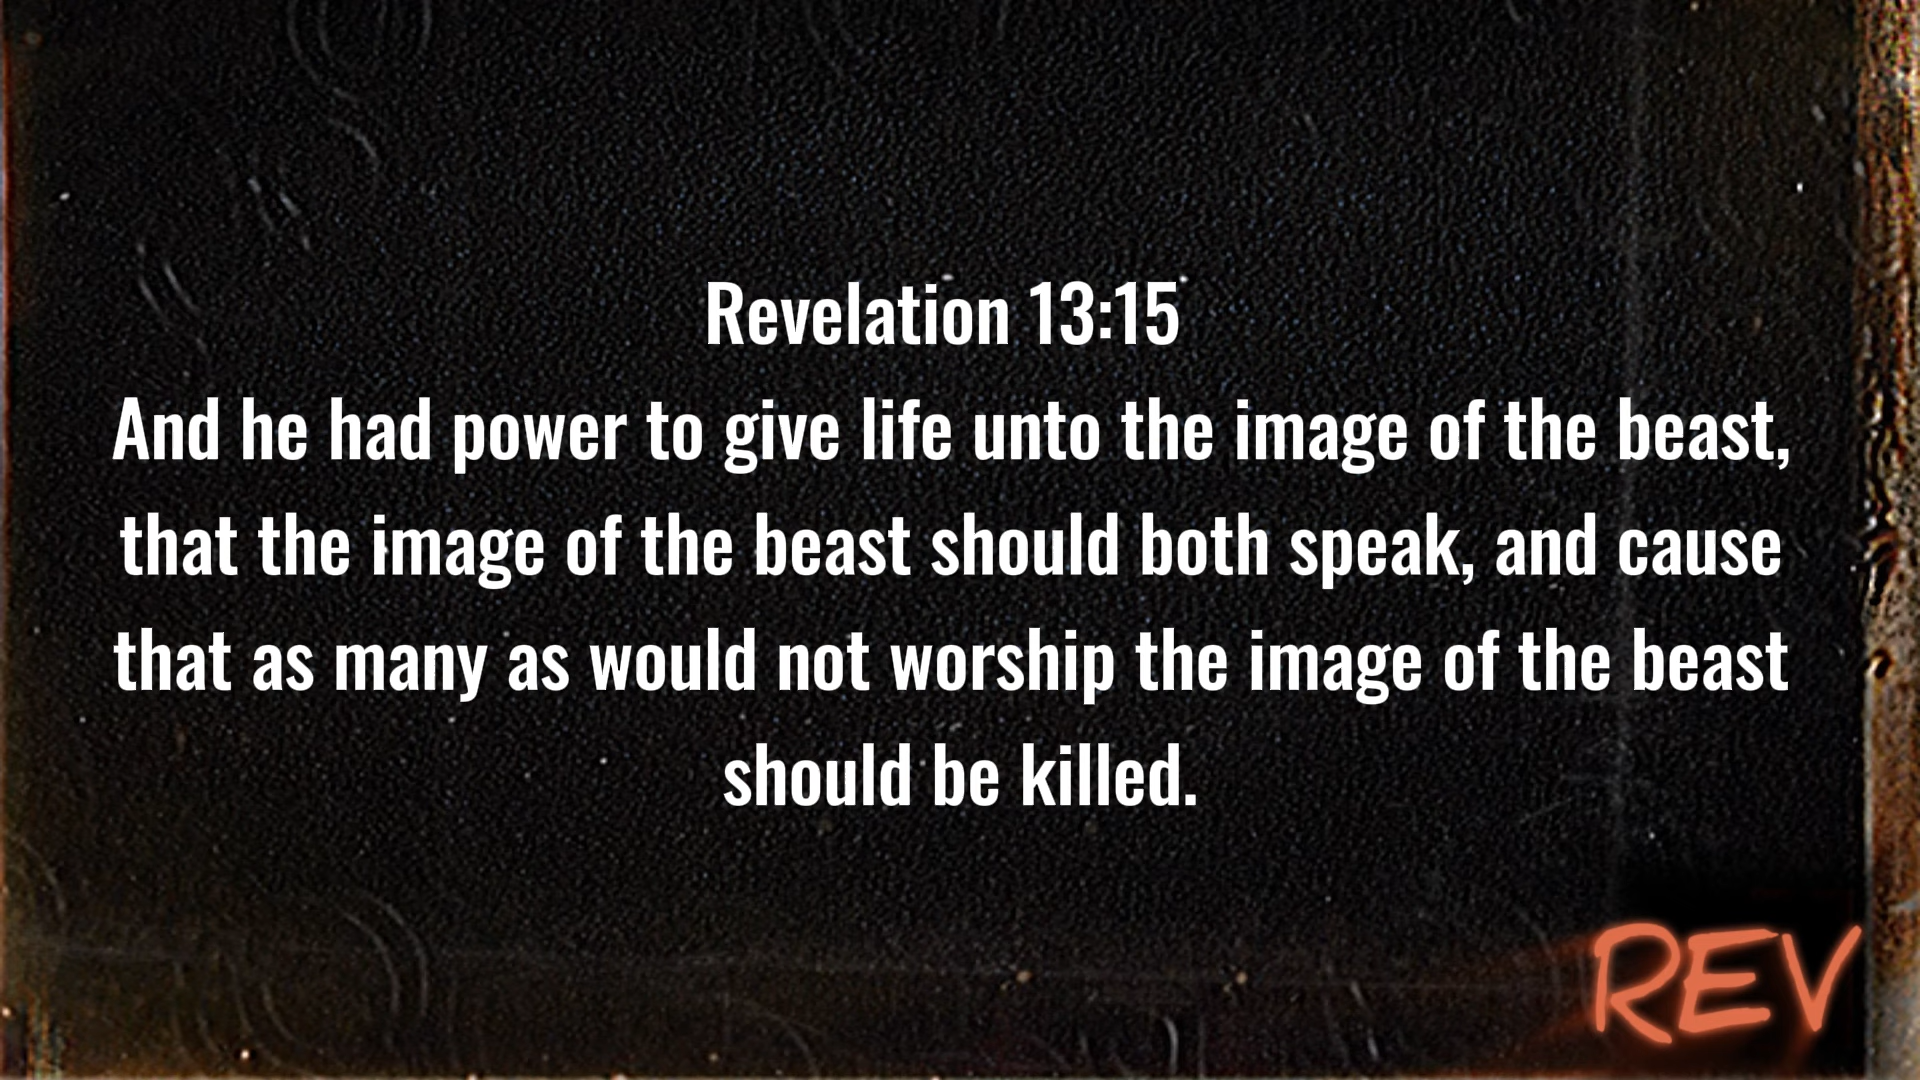 Revelation 13:15
And he had power to give life unto the image of the beast,
that the image of the beast should both speak, and cause
that as many as would not worship the image of the beast
should be killed.
REV